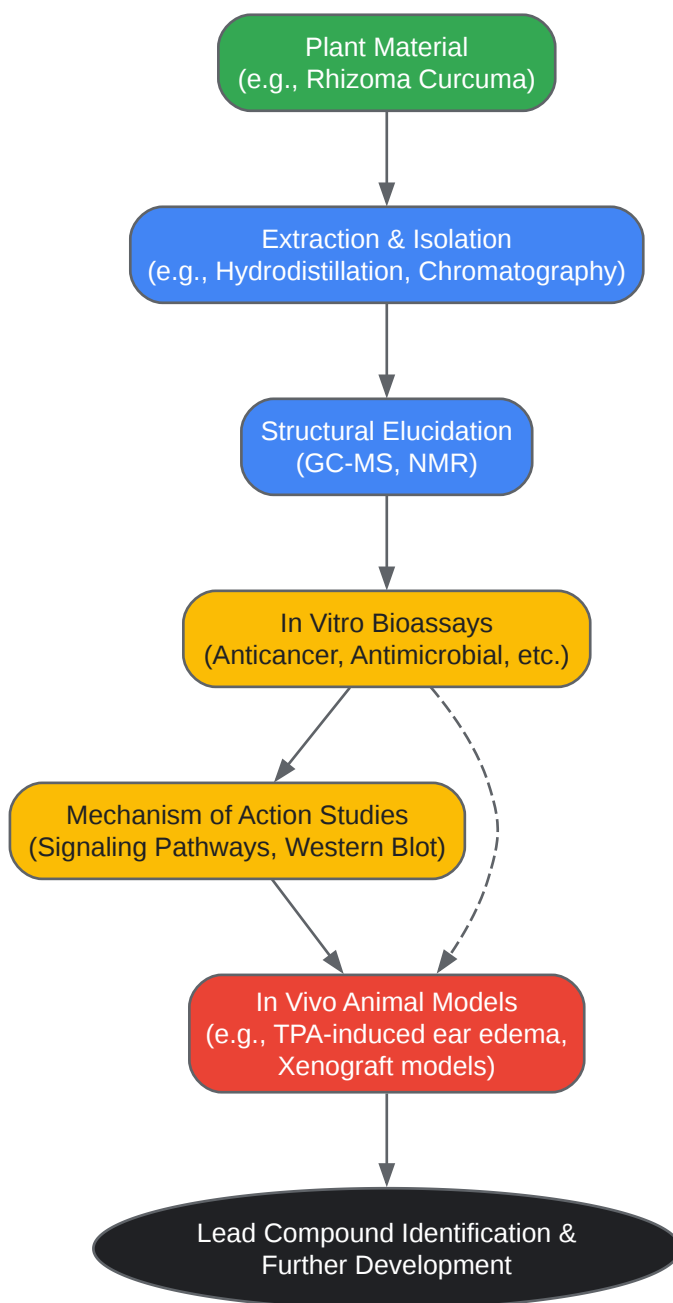 Plant Material
(e.g., Rhizoma Curcuma)
Extraction & Isolation
(e.g., Hydrodistillation, Chromatography)
Structural Elucidation
(GC-MS, NMR)
In Vitro Bioassays
(Anticancer, Antimicrobial, etc.)
Mechanism of Action Studies
(Signaling Pathways, Western Blot)
In Vivo Animal Models
(e.g., TPA-induced ear edema,
Xenograft models)
Lead Compound Identification &
Further Development